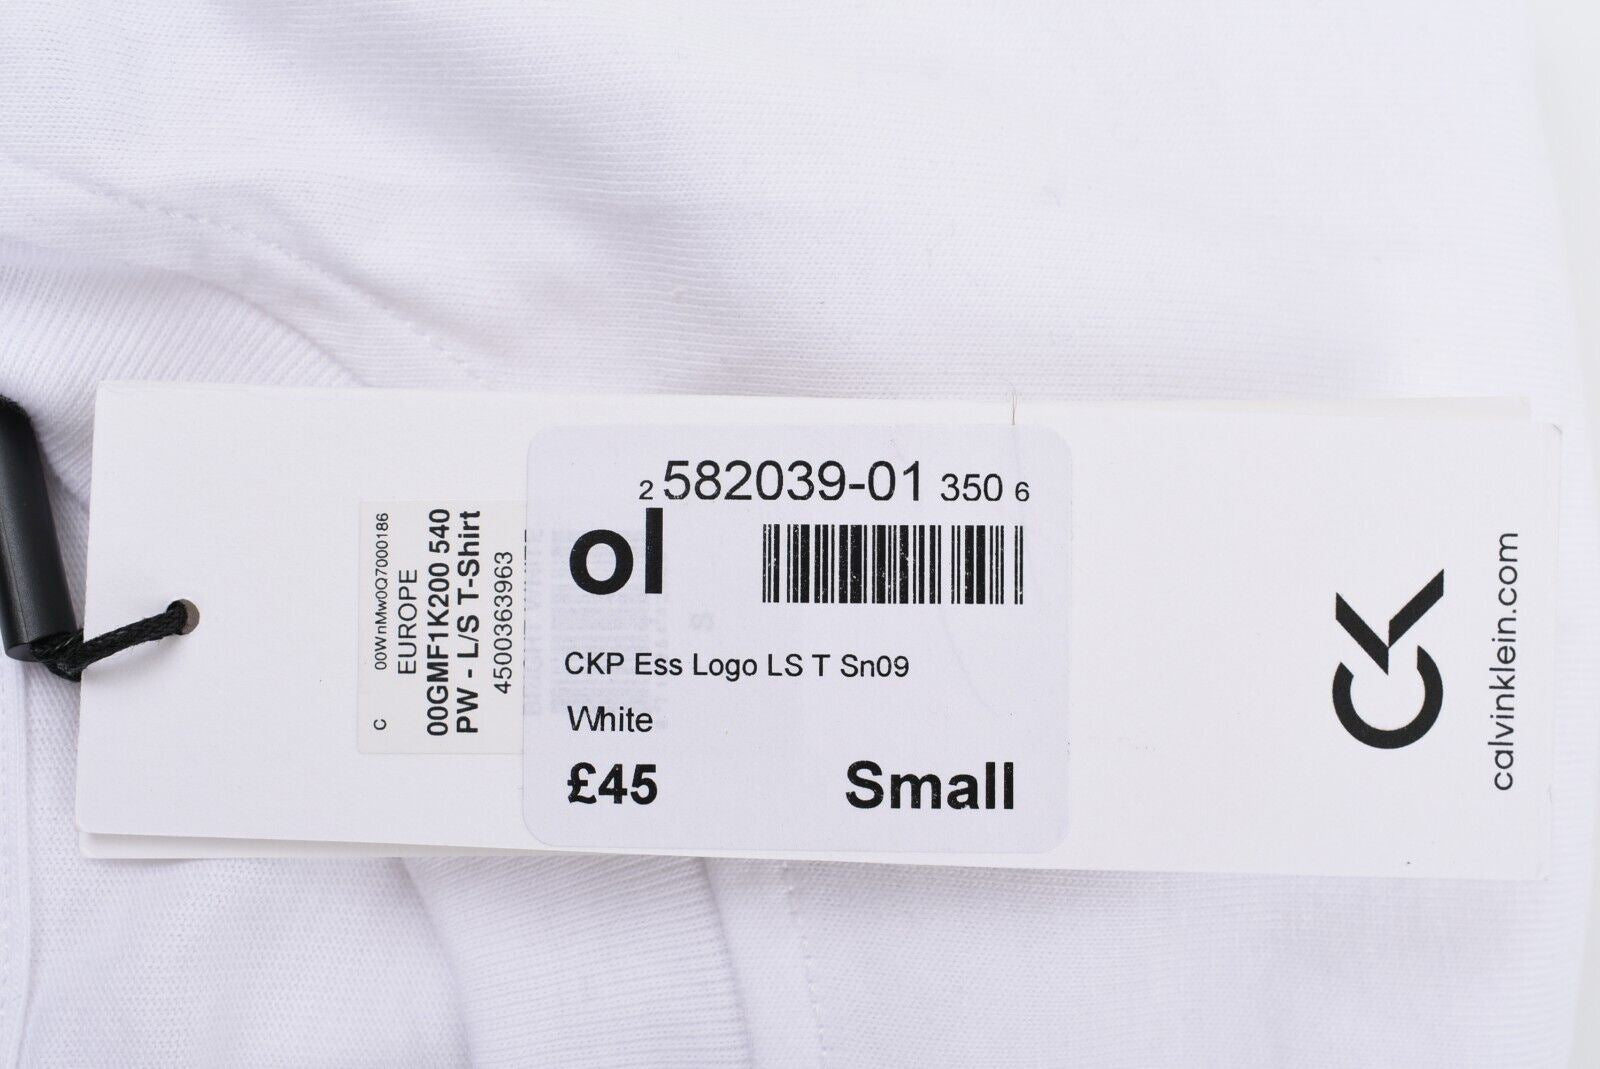 2 582039-01 350 6
ol
CKP Ess Logo LS T Sn09
White
£45 Small
C 00WnMw0Q7000186
EUROPE
00GMF1K200 540
PW - L/S T-Shirt
4500363963
CK
calvinklein.com